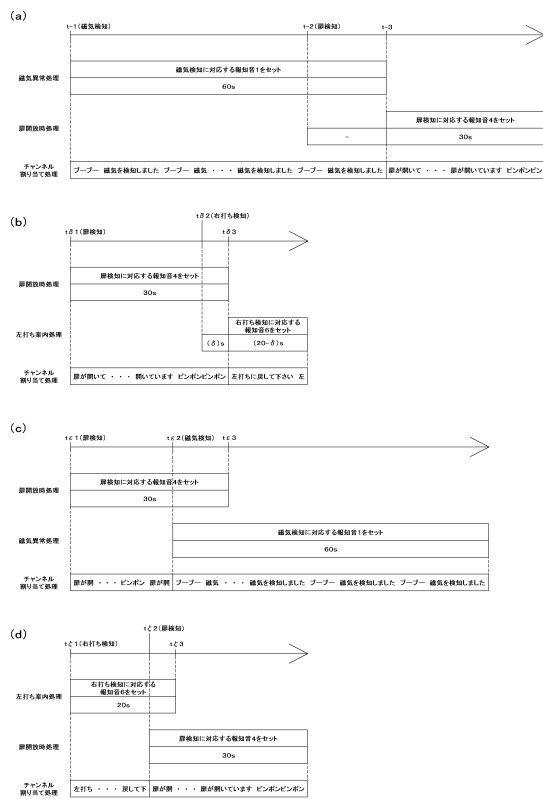 (a)
t-1(磁気検知) t-2(扉検知) t-3
磁気異常処理
磁気検知に対応する報知音1をセット
60s
扉開放時処理
扉検知に対応する報知音4をセット
- 30s
チャンネル
割り当て処理
ブーブー 磁気を検知しました ブーブー 磁気 ・・・ 磁気を検知しました ブーブー 磁気を検知しました 扉が開いて ・・・ 扉が開いています ピンポンピン
(b)
tδ2(右打ち検知)
tδ1(扉検知) tδ3
扉開放時処理
扉検知に対応する報知音4をセット
30s
左打ち案内処理
右打ち検知に対応する
報知音6をセット
(δ)s (20-δ)s
チャンネル
割り当て処理
扉が開いて ・・・ 開いています ピンポンピンポン 左打ちに戻して下さい 左
(c)
tε1(扉検知) tε2(磁気検知) tε3
扉開放時処理
扉検知に対応する報知音4をセット
30s
磁気異常処理
磁気検知に対応する報知音1をセット
60s
チャンネル
割り当て処理
扉が開 ・・・ ピンポン 扉が開 ブーブー 磁気 ・・・ 磁気を検知しました ブーブー 磁気を検知しました ブーブー 磁気を検知しました
(d)
tζ2(扉検知)
tζ1(右打ち検知) tζ3
左打ち案内処理
右打ち検知に対応する
報知音6をセット
20s
扉開放時処理
扉検知に対応する報知音4をセット
30s
チャンネル
割り当て処理
左打ち ・・・ 戻して下 扉が開 ・・・ 扉が開いています ピンポンピンポン